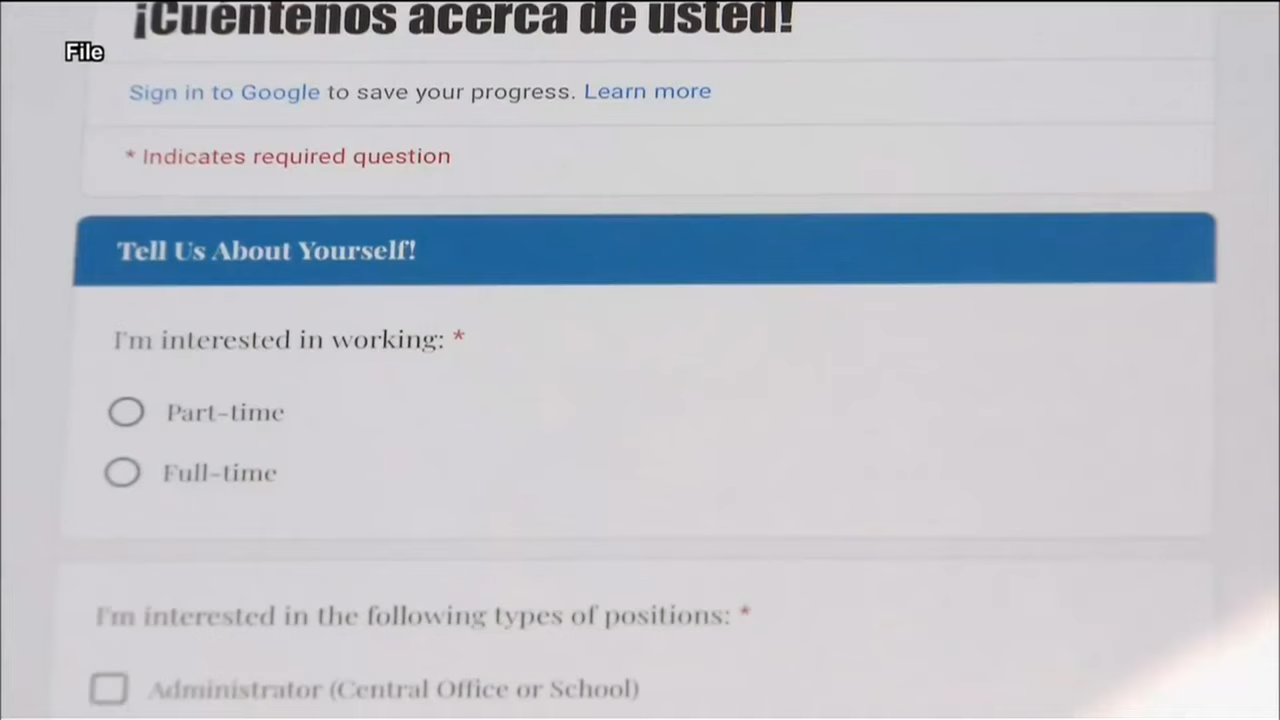 ¡Cuéntenos acerca de usted!
File
Sign in to Google to save your progress. Learn more
* Indicates required question
Tell Us About Yourself!
I'm interested in working: *
Part-time
Full-time
I'm interested in the following types of positions: *
Administrator (Central Office or School)